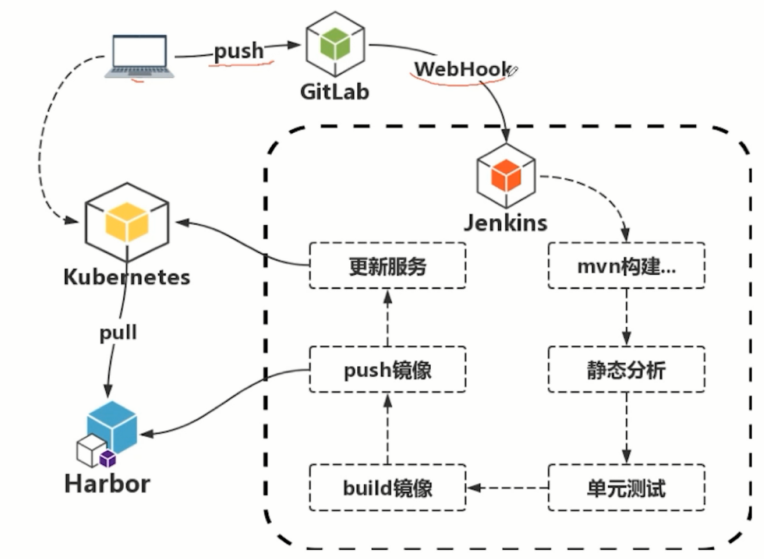 push
GitLab
WebHook
Jenkins
Kubernetes
更新服务
mvn构建...
pull
push镜像
静态分析
Harbor
build镜像
单元测试